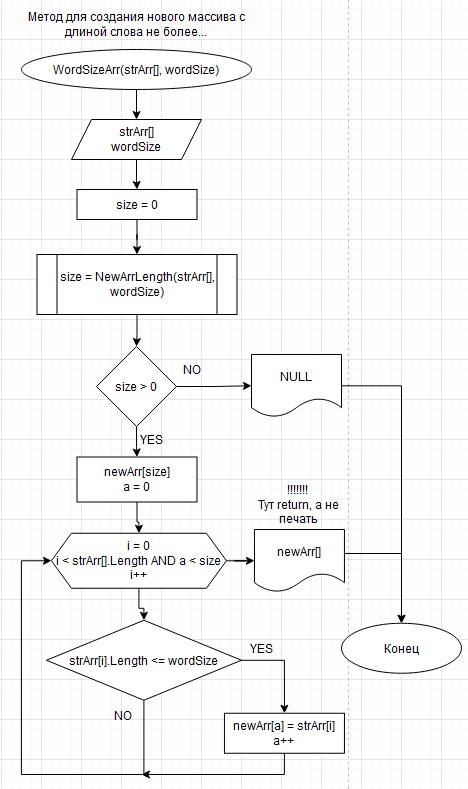 Метод для создания нового массива с
длиной слова не более...
WordSizeArr(strArr[], wordSize)
strArr[]
wordSize
size = 0
size = NewArrLength(strArr[],
wordSize)
size > 0
NO
NULL
YES
newArr[size]
a = 0
!!!!!!!
Тут return, а не
печать
i = 0
i < strArr[].Length AND a < size
i++
newArr[]
Конец
strArr[i].Length <= wordSize
YES
NO
newArr[a] = strArr[i]
a++